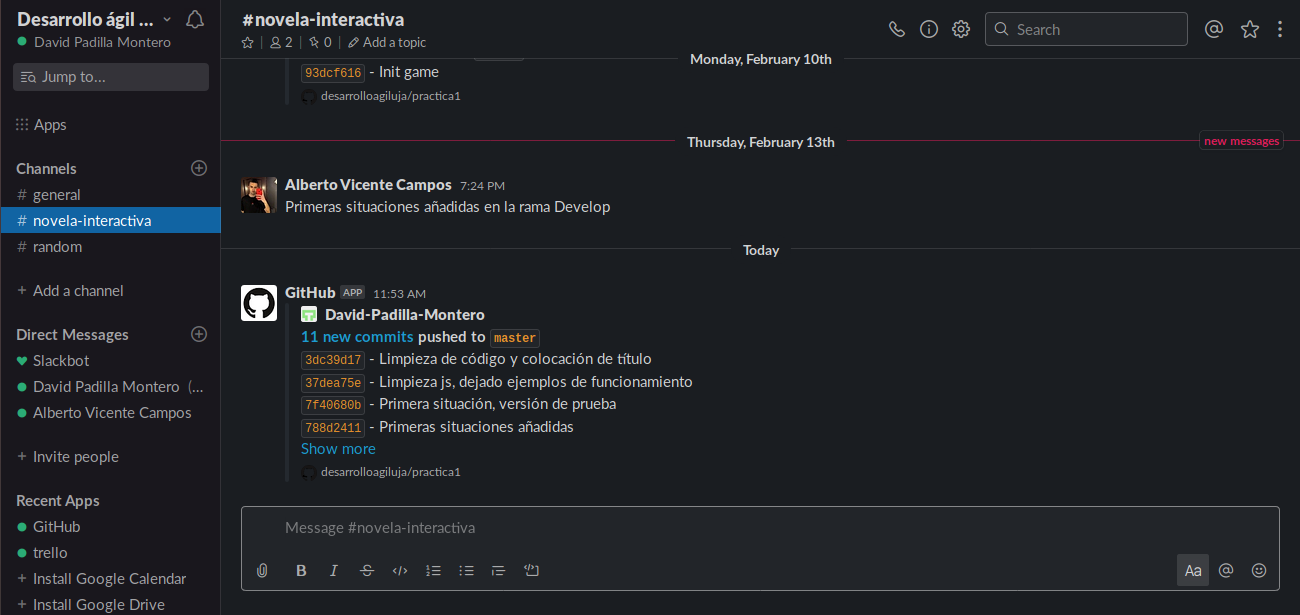 Desarrollo ágil ...
David Padilla Montero
Jump to...
Apps
Channels
# general
# novela-interactiva
# random
+ Add a channel
Direct Messages
Slackbot
David Padilla Montero (...
Alberto Vicente Campos
+ Invite people
Recent Apps
GitHub
trello
+ Install Google Calendar
+ Install Google Drive
#novela-interactiva
2 | 0 | Add a topic
Search
Monday, February 10th
93dcf616 - Init game
desarrolloagiluja/practica1
Thursday, February 13th
new messages
Alberto Vicente Campos 7:24 PM
Primeras situaciones añadidas en la rama Develop
Today
GitHub APP 11:53 AM
David-Padilla-Montero
11 new commits pushed to master
3dc39d17 - Limpieza de código y colocación de título
37dea75e - Limpieza js, dejado ejemplos de funcionamiento
7f40680b - Primera situación, versión de prueba
788d2411 - Primeras situaciones añadidas
Show more
desarrolloagiluja/practica1
Message #novela-interactiva
B I S </> Aa @